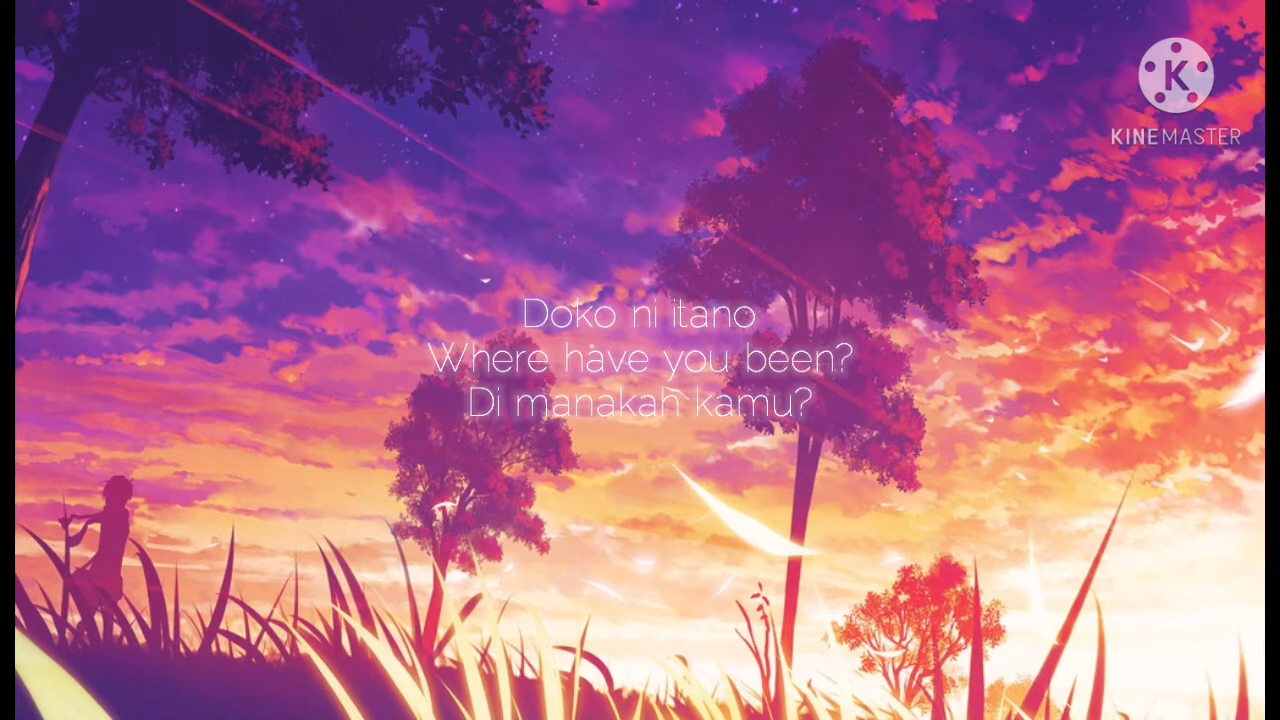 K
KINEMASTER
Doko ni itano
Where have you been?
Di manakah kamu?